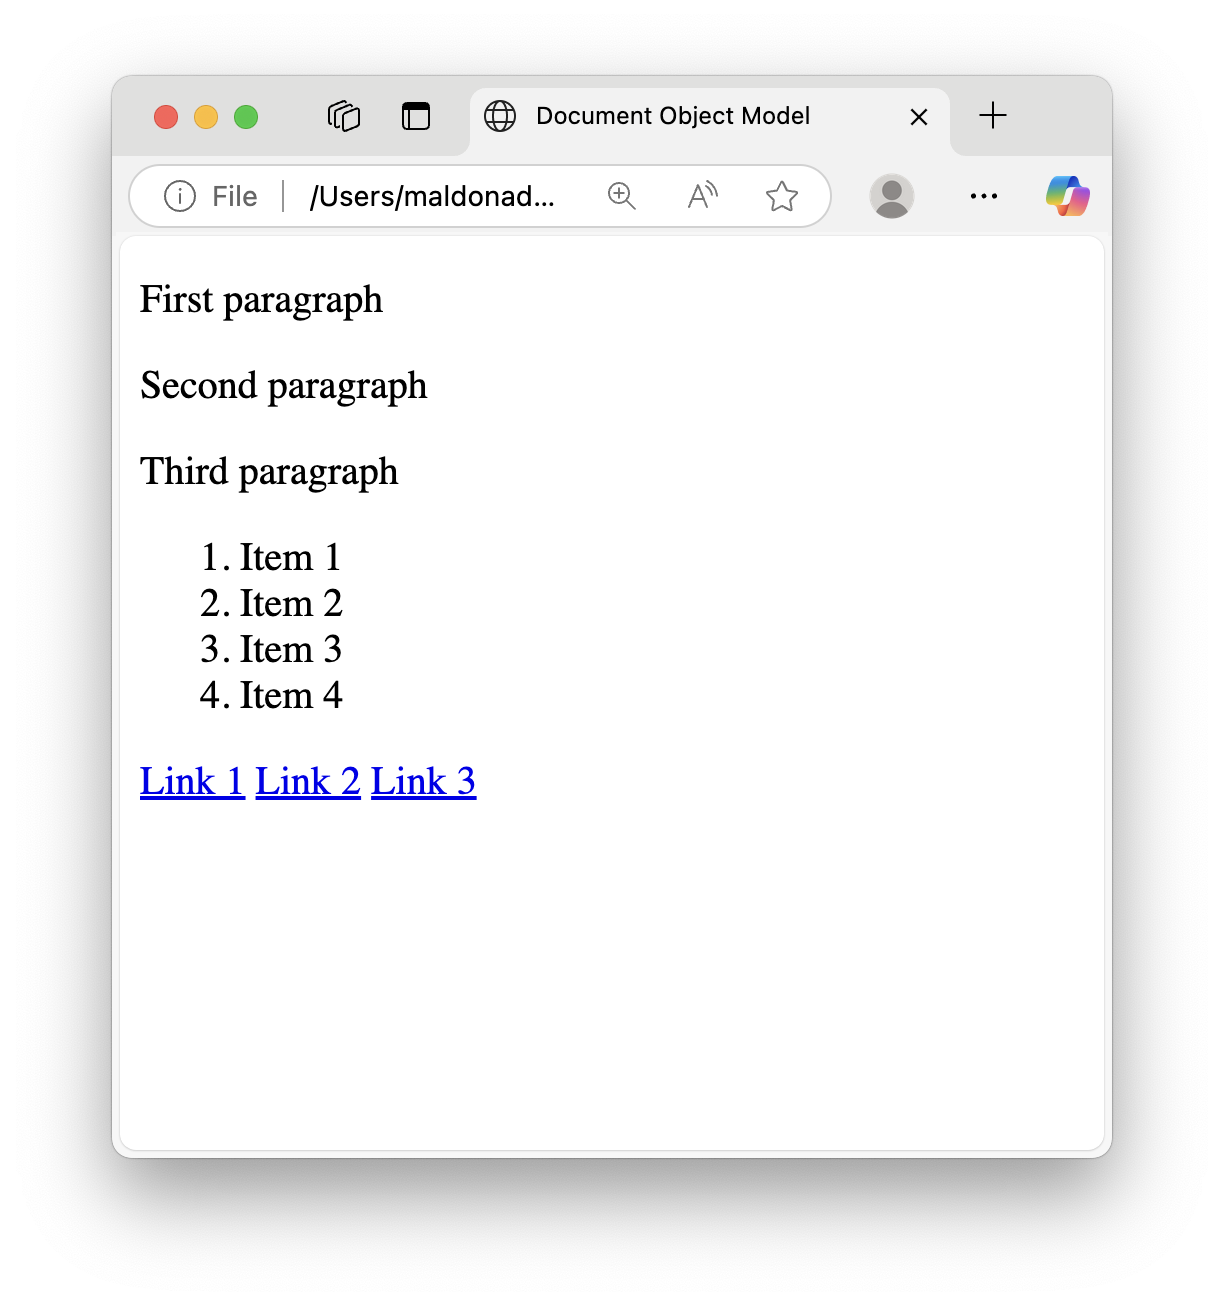 Document Object Model
File /Users/maldonad...
First paragraph
Second paragraph
Third paragraph
1. Item 1
2. Item 2
3. Item 3
4. Item 4
Link 1 Link 2 Link 3